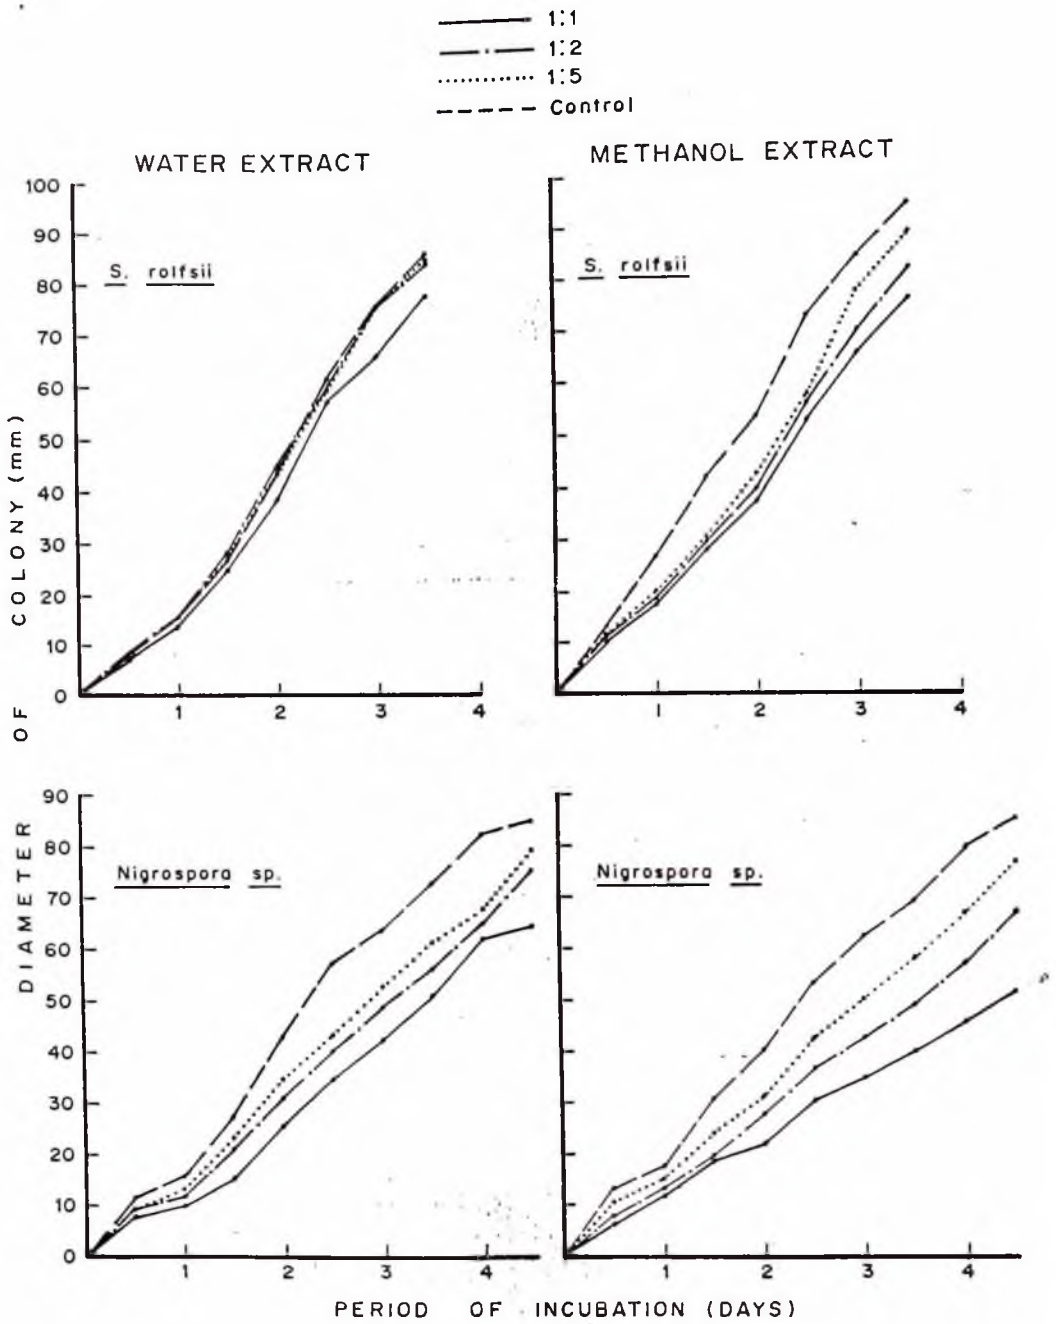 1:1
1:2
1:5
Control
WATER EXTRACT
METHANOL EXTRACT
100
90
80
70
60
50
40
30
20
10
0
S. rolfsii
1 2 3 4
S. rolfsii
1 2 3 4
DIAMETER OF COLONY (mm)
90
80
70
60
50
40
30
20
10
0
Nigrospora sp.
1 2 3 4
Nigrospora sp.
1 2 3 4
PERIOD OF INCUBATION (DAYS)